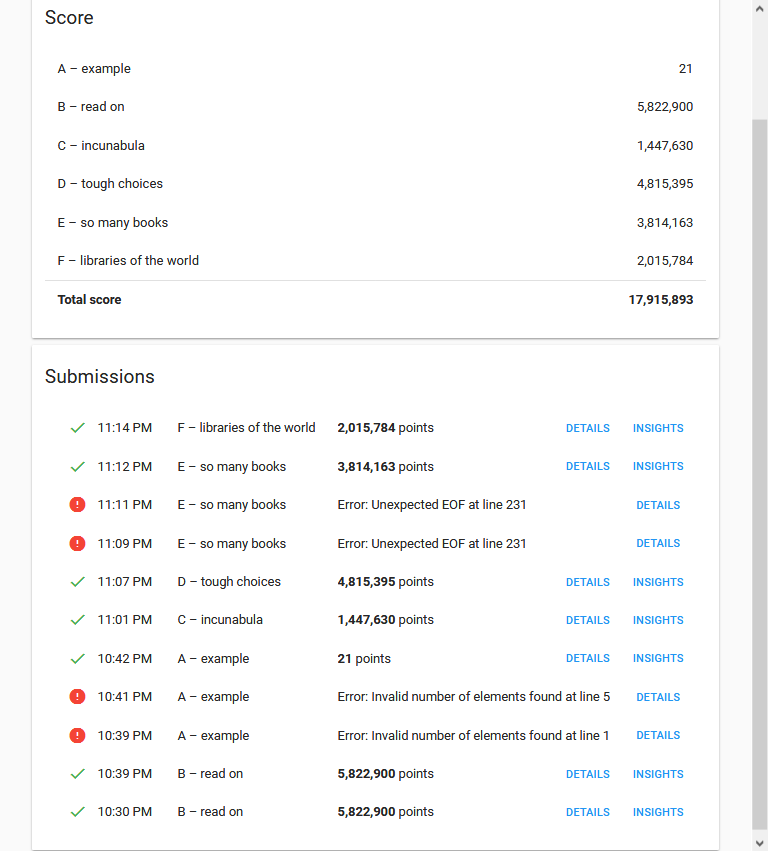 Score
A – example 21
B – read on 5,822,900
C – incunabula 1,447,630
D – tough choices 4,815,395
E – so many books 3,814,163
F – libraries of the world 2,015,784
Total score 17,915,893
Submissions
11:14 PM F – libraries of the world 2,015,784 points DETAILS INSIGHTS
11:12 PM E – so many books 3,814,163 points DETAILS INSIGHTS
11:11 PM E – so many books Error: Unexpected EOF at line 231 DETAILS
11:09 PM E – so many books Error: Unexpected EOF at line 231 DETAILS
11:07 PM D – tough choices 4,815,395 points DETAILS INSIGHTS
11:01 PM C – incunabula 1,447,630 points DETAILS INSIGHTS
10:42 PM A – example 21 points DETAILS INSIGHTS
10:41 PM A – example Error: Invalid number of elements found at line 5 DETAILS
10:39 PM A – example Error: Invalid number of elements found at line 1 DETAILS
10:39 PM B – read on 5,822,900 points DETAILS INSIGHTS
10:30 PM B – read on 5,822,900 points DETAILS INSIGHTS